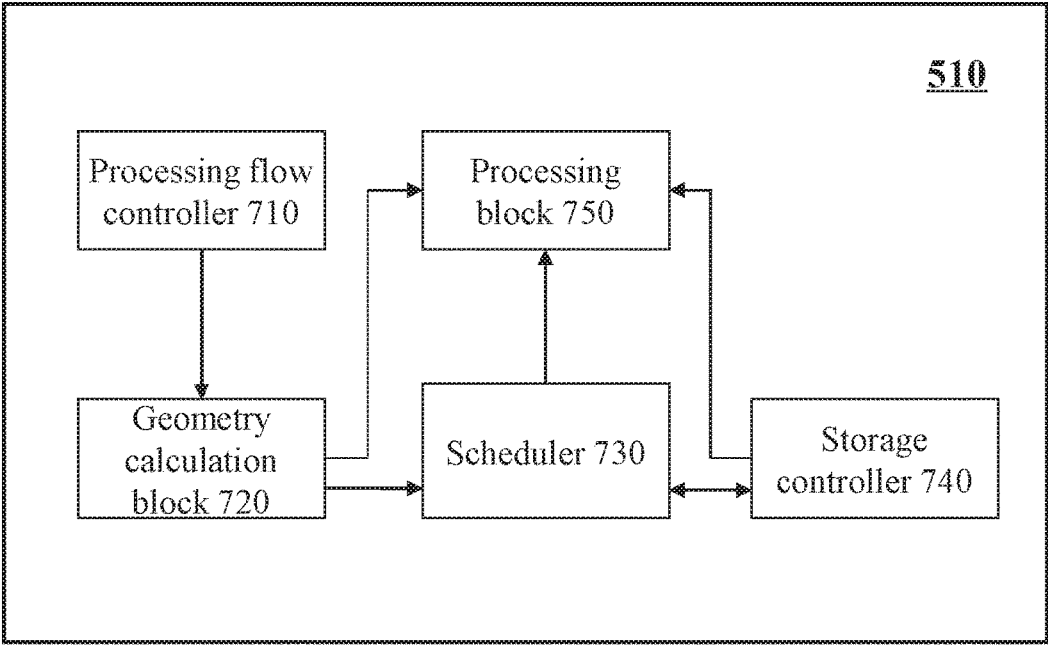 510
Processing flow
controller 710
Processing
block 750
Geometry
calculation
block 720
Scheduler 730
Storage
controller 740